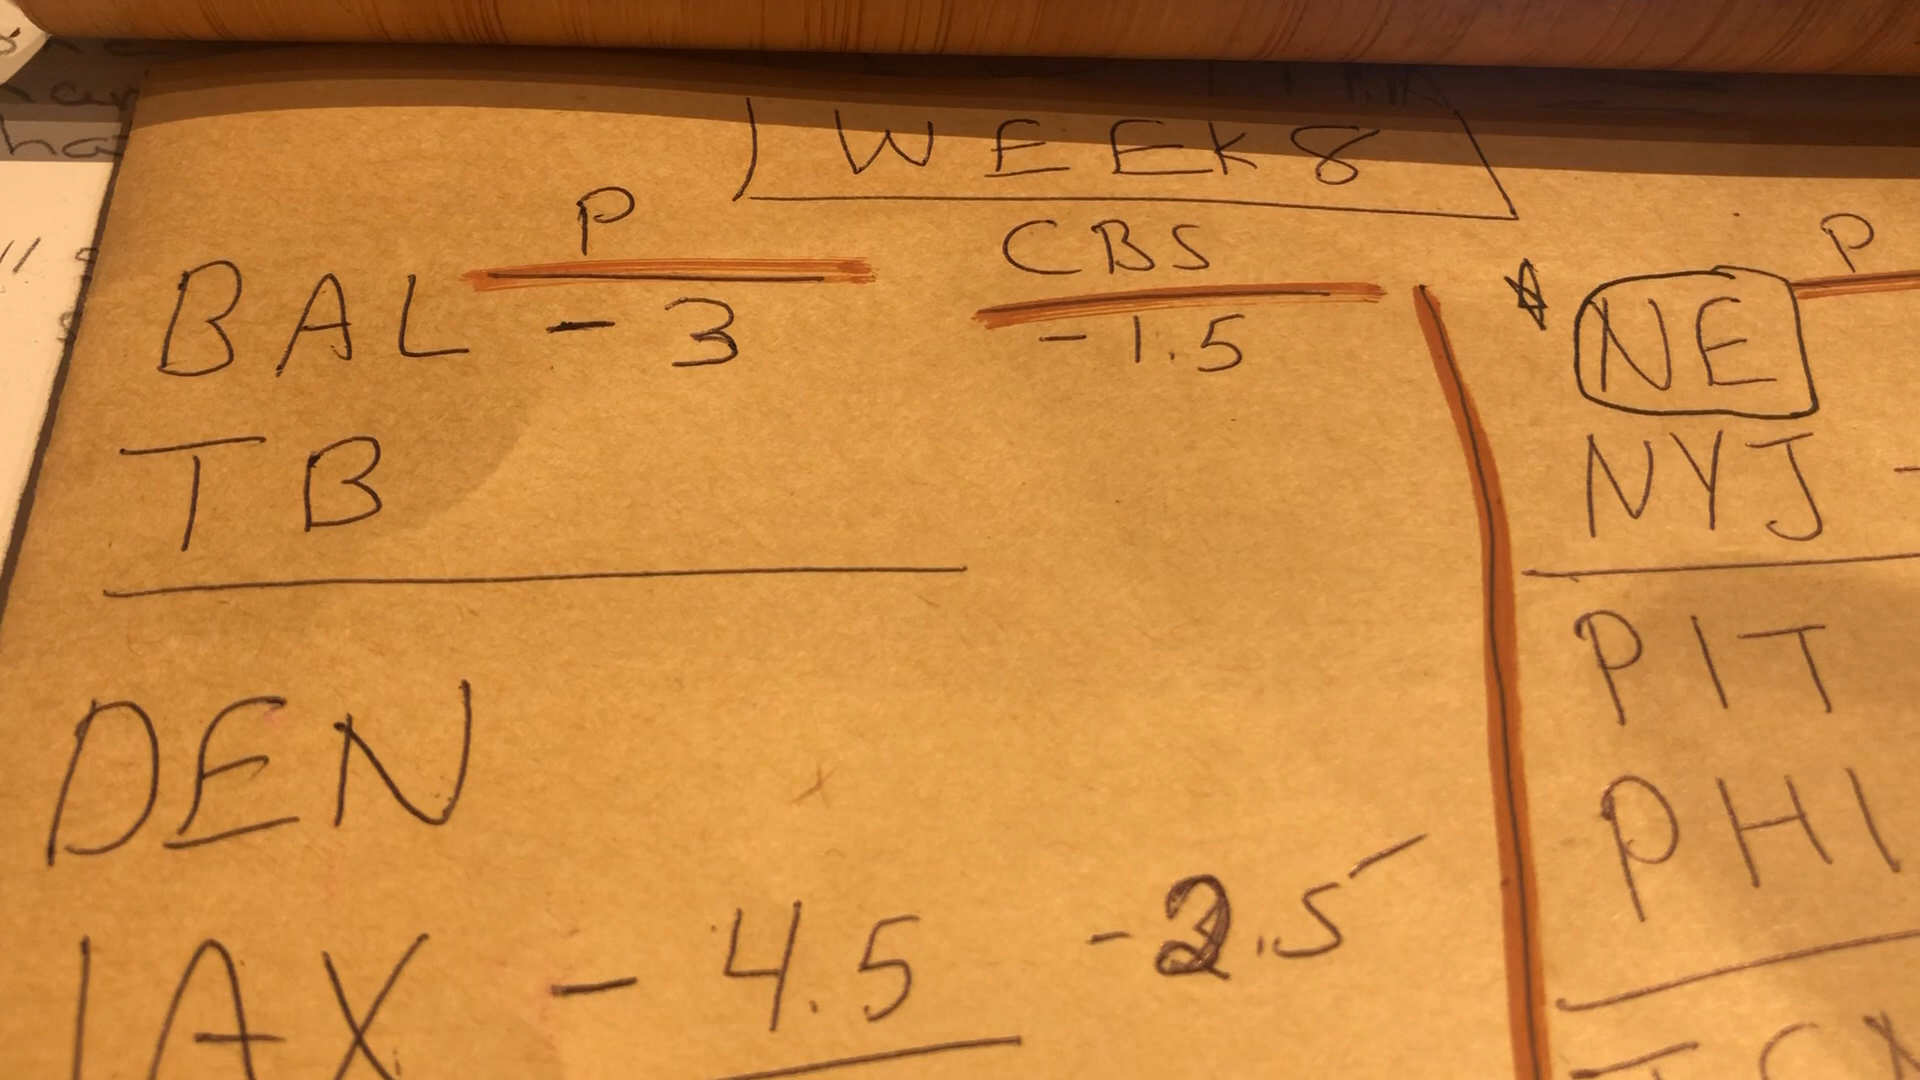 WEEK 8
P CBS
BAL -3 -1.5
TB
DEN
JAX -4.5 -2.5
P
NE
NYJ -
PIT
PHI